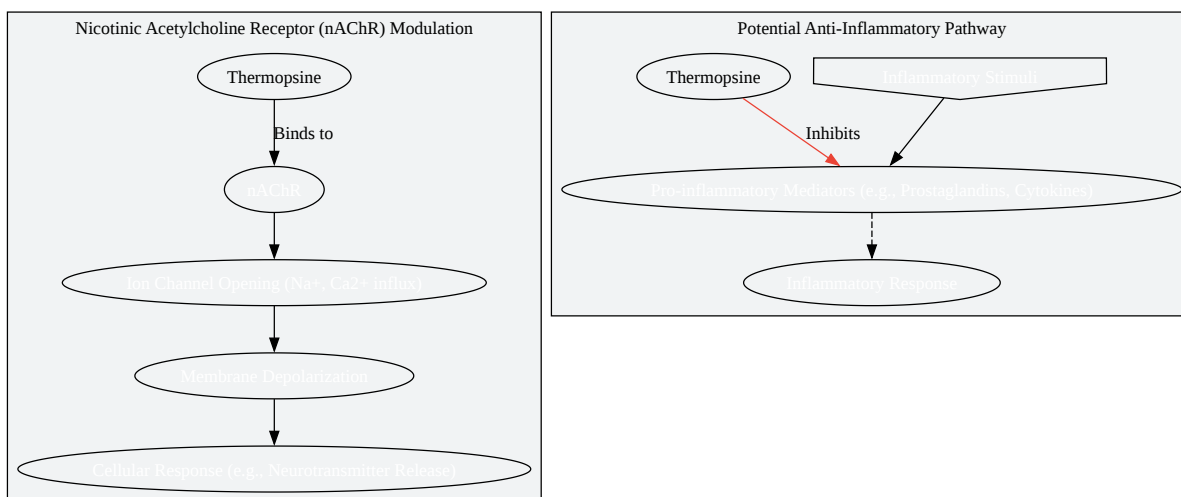 Nicotinic Acetylcholine Receptor (nAChR) Modulation
Thermopsine
Binds to
nAChR
Ion Channel Opening (Na+, Ca2+ influx)
Membrane Depolarization
Cellular Response (e.g., Neurotransmitter Release)
Potential Anti-Inflammatory Pathway
Thermopsine
Inflammatory Stimuli
Inhibits
Pro-inflammatory Mediators (e.g., Prostaglandins, Cytokines)
Inflammatory Response